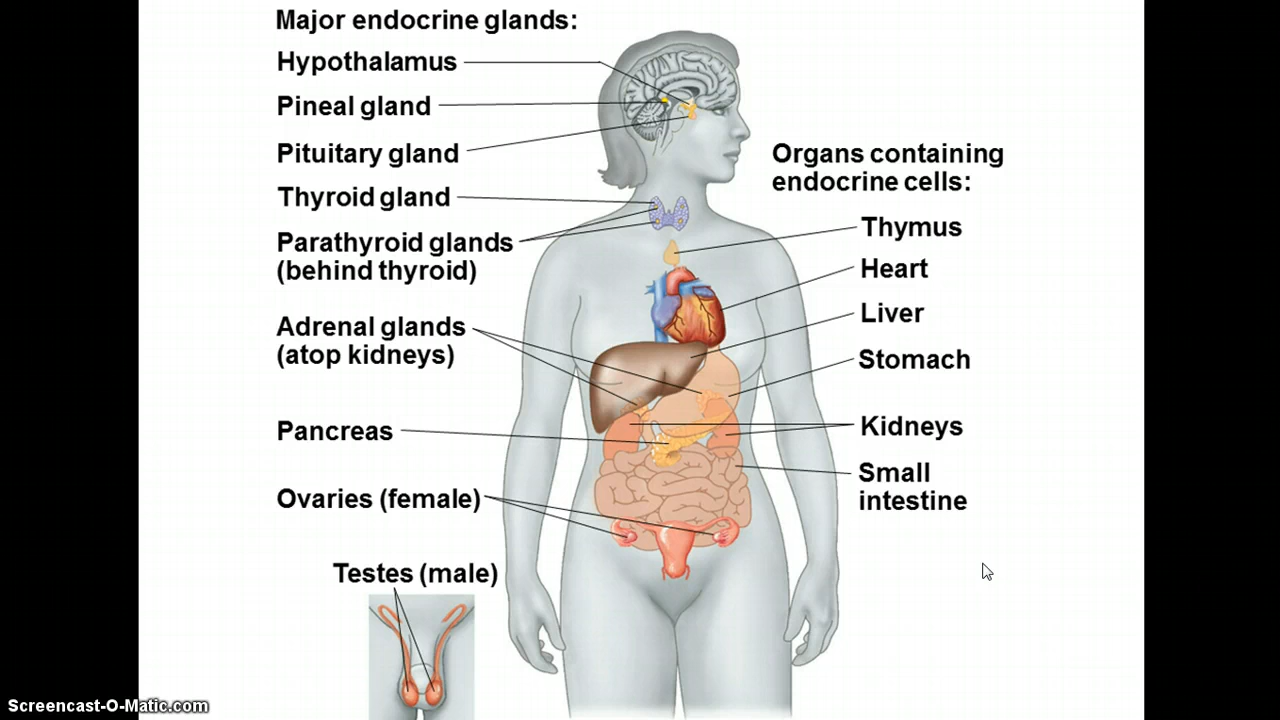 Major endocrine glands:
Hypothalamus
Pineal gland
Pituitary gland
Thyroid gland
Parathyroid glands
(behind thyroid)
Adrenal glands
(atop kidneys)
Pancreas
Ovaries (female)
Testes (male)
Organs containing
endocrine cells:
Thymus
Heart
Liver
Stomach
Kidneys
Small
intestine
Screencast-O-Matic.com